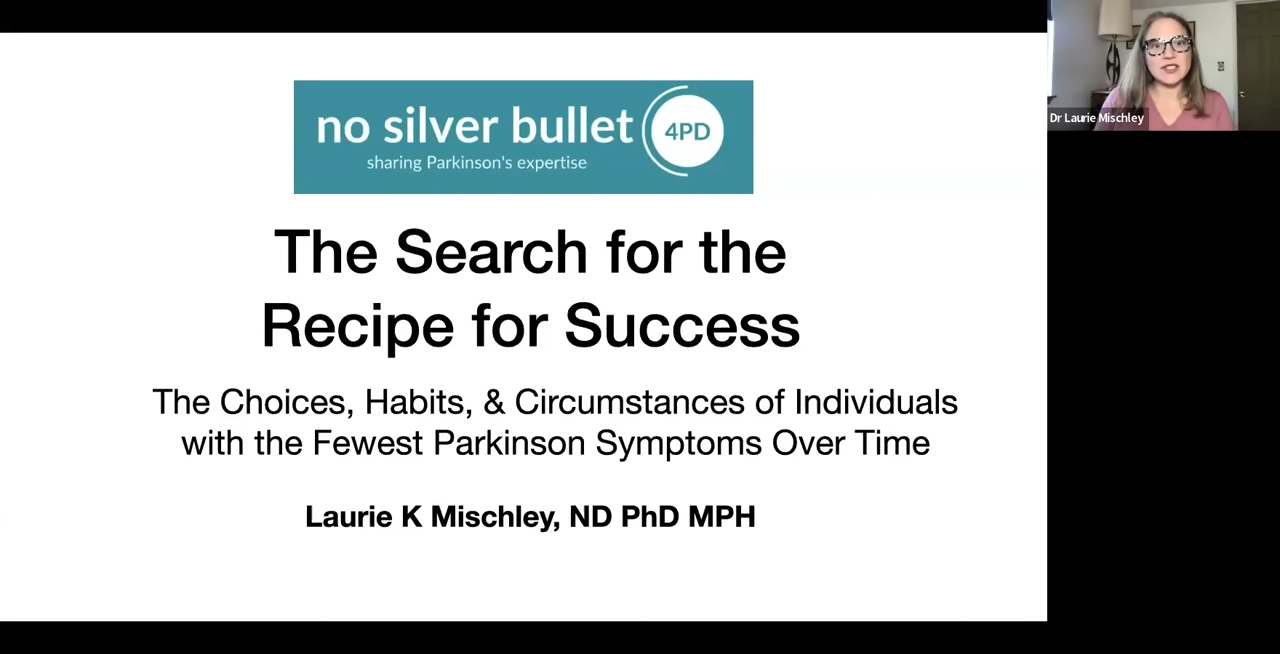 no silver bullet 4PD
sharing Parkinson's expertise
Dr Laurie Mischley
The Search for the
Recipe for Success
The Choices, Habits, & Circumstances of Individuals
with the Fewest Parkinson Symptoms Over Time
Laurie K Mischley, ND PhD MPH